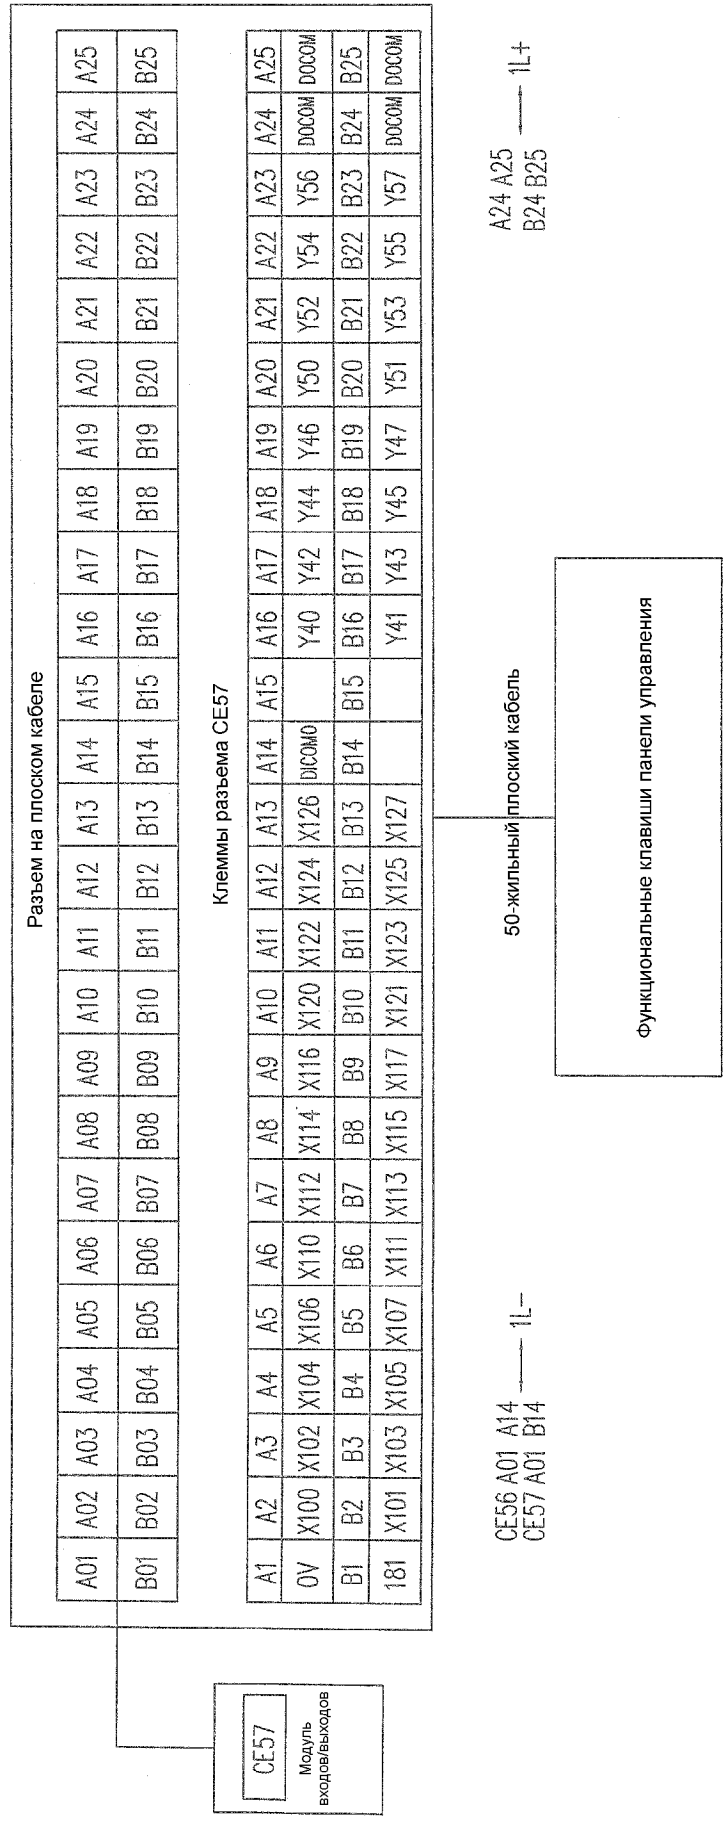 Разъем на плоском кабеле
A01 A02 A03 A04 A05 A06 A07 A08 A09 A10 A11 A12 A13 A14 A15 A16 A17 A18 A19 A20 A21 A22 A23 A24 A25
B01 B02 B03 B04 B05 B06 B07 B08 B09 B10 B11 B12 B13 B14 B15 B16 B17 B18 B19 B20 B21 B22 B23 B24 B25
Клеммы разъема CE57
A1 A2 A3 A4 A5 A6 A7 A8 A9 A10 A11 A12 A13 A14 A15 A16 A17 A18 A19 A20 A21 A22 A23 A24 A25
0V X100 X102 X104 X106 X110 X112 X114 X116 X120 X122 X124 X126 DICOMO Y40 Y42 Y44 Y46 Y50 Y52 Y54 Y56 DOCOM DOCOM
B1 B2 B3 B4 B5 B6 B7 B8 B9 B10 B11 B12 B13 B14 B15 B16 B17 B18 B19 B20 B21 B22 B23 B24 B25
181 X101 X103 X105 X107 X111 X113 X115 X117 X121 X123 X125 X127 Y41 Y43 Y45 Y47 Y51 Y53 Y55 Y57 DOCOM DOCOM
CE57
Модуль
входов/выходов
CE56 A01 A14
CE57 A01 B14
1L−
50-жильный плоский кабель
A24 A25
B24 B25
1L+
Функциональные клавиши панели управления